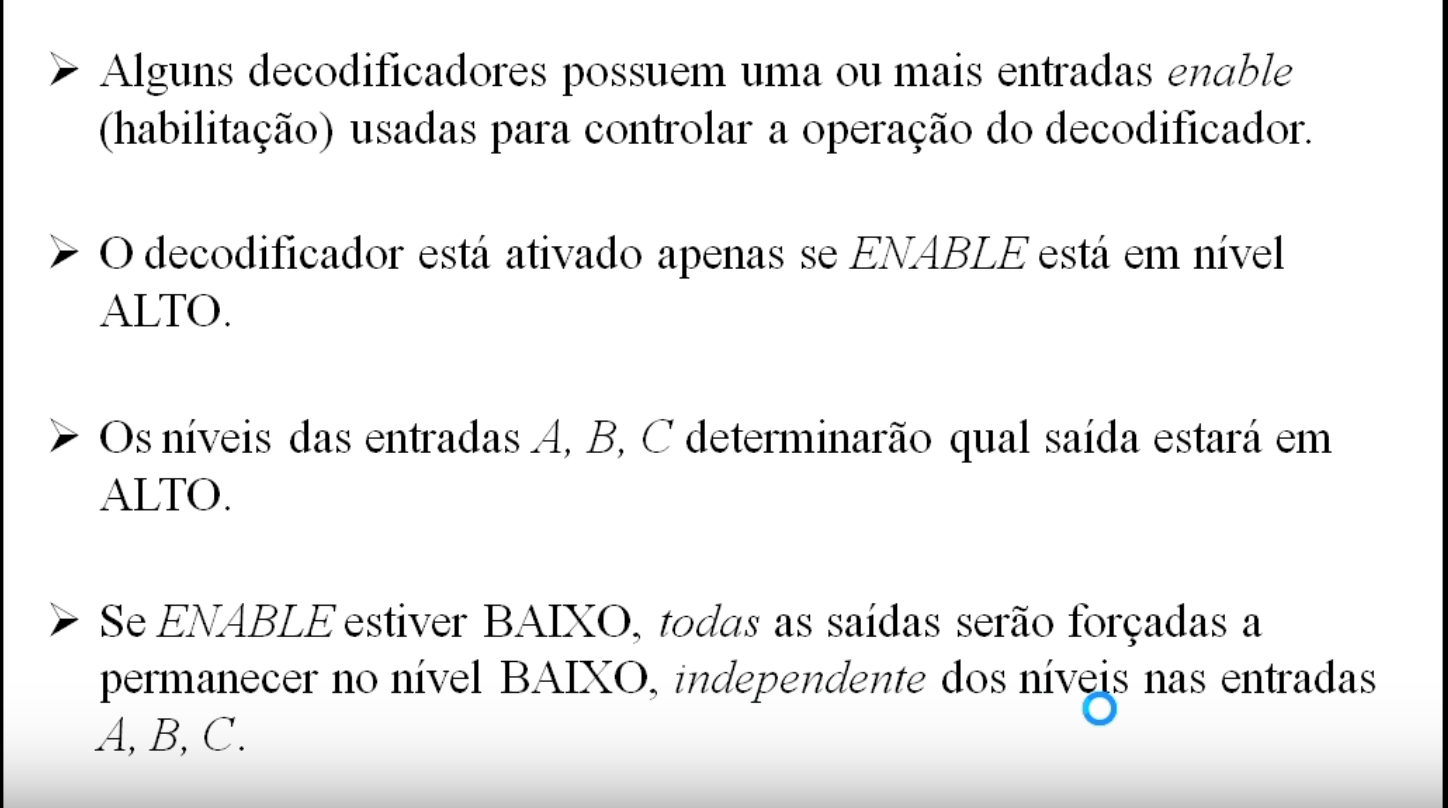 ➢ Alguns decodificadores possuem uma ou mais entradas enable
(habilitação) usadas para controlar a operação do decodificador.
➢ O decodificador está ativado apenas se ENABLE está em nível
ALTO.
➢ Os níveis das entradas A, B, C determinarão qual saída estará em
ALTO.
➢ Se ENABLE estiver BAIXO, todas as saídas serão forçadas a
permanecer no nível BAIXO, independente dos níveis nas entradas
A, B, C.